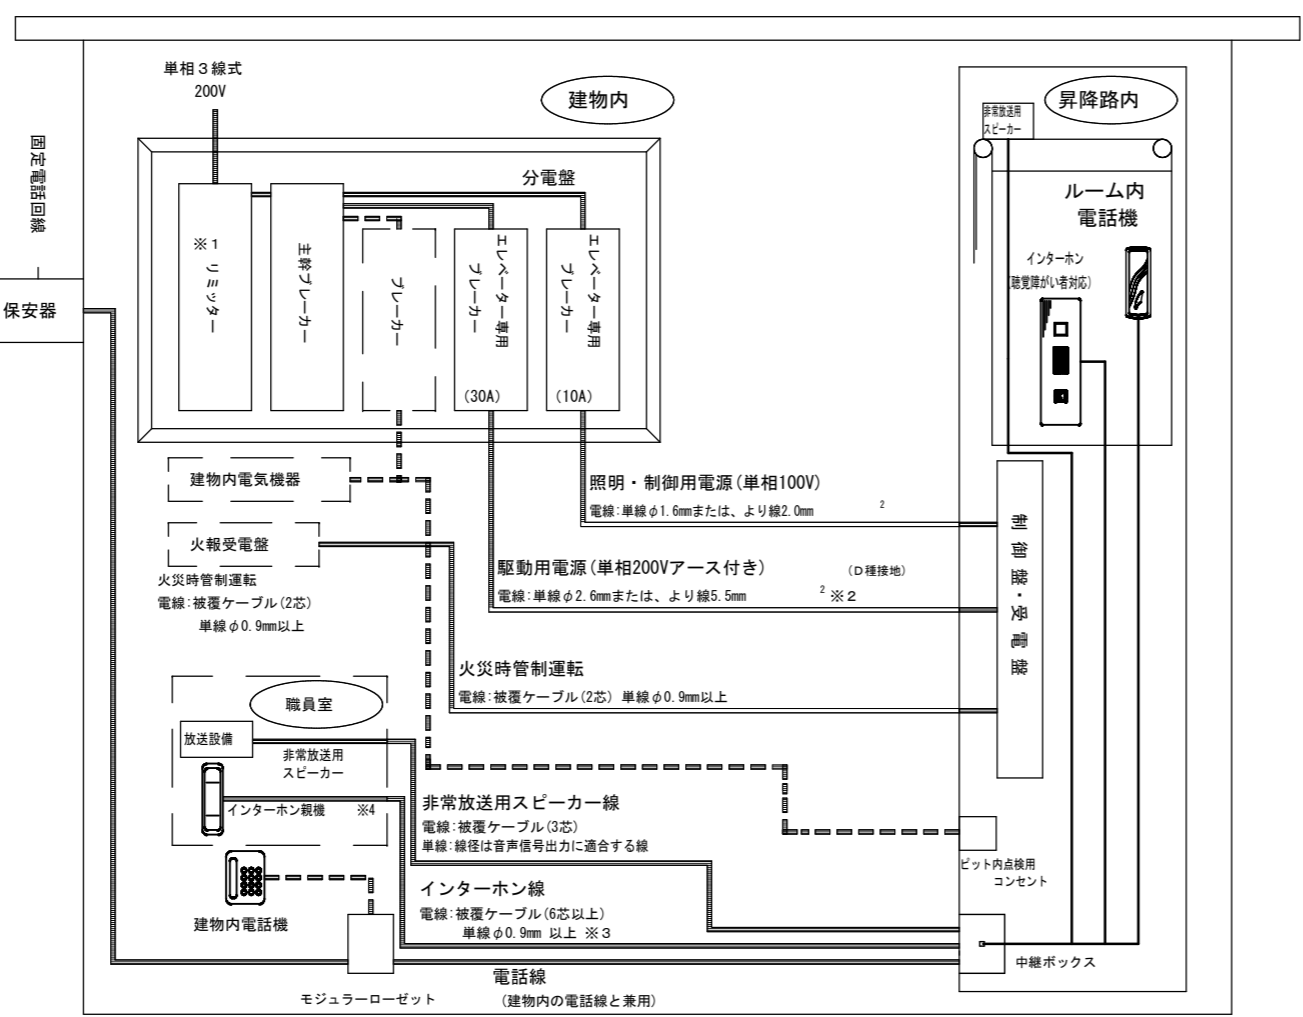 単相３線式
200V
建物内
昇降路内
非常放送用
スピーカー
固定電話回線
保安器
分電盤
※１
リミッター
主幹ブレーカー
ブレーカー
エレベーター専用
ブレーカー
(30A)
エレベーター専用
ブレーカー
(10A)
ルーム内
電話機
インターホン
(聴覚障がい者対応)
建物内電気機器
火報受電盤
火災時管制運転
電線:被覆ケーブル(2芯)
単線φ0.9mm以上
照明・制御用電源(単相100V)
電線:単線φ1.6mmまたは、より線2.0mm 2
駆動用電源(単相200Vアース付き) (Ｄ種接地)
電線:単線φ2.6mmまたは、より線5.5mm 2 ※２
制御盤・受電盤
火災時管制運転
電線:被覆ケーブル(2芯) 単線φ0.9mm以上
職員室
放送設備
非常放送用
スピーカー
インターホン親機 ※4
建物内電話機
非常放送用スピーカー線
電線:被覆ケーブル(3芯)
単線:線径は音声信号出力に適合する線
インターホン線
電線:被覆ケーブル(6芯以上)
単線φ0.9mm 以上 ※３
ピット内点検用
コンセント
中継ボックス
電話線
(建物内の電話線と兼用)
モジュラーローゼット